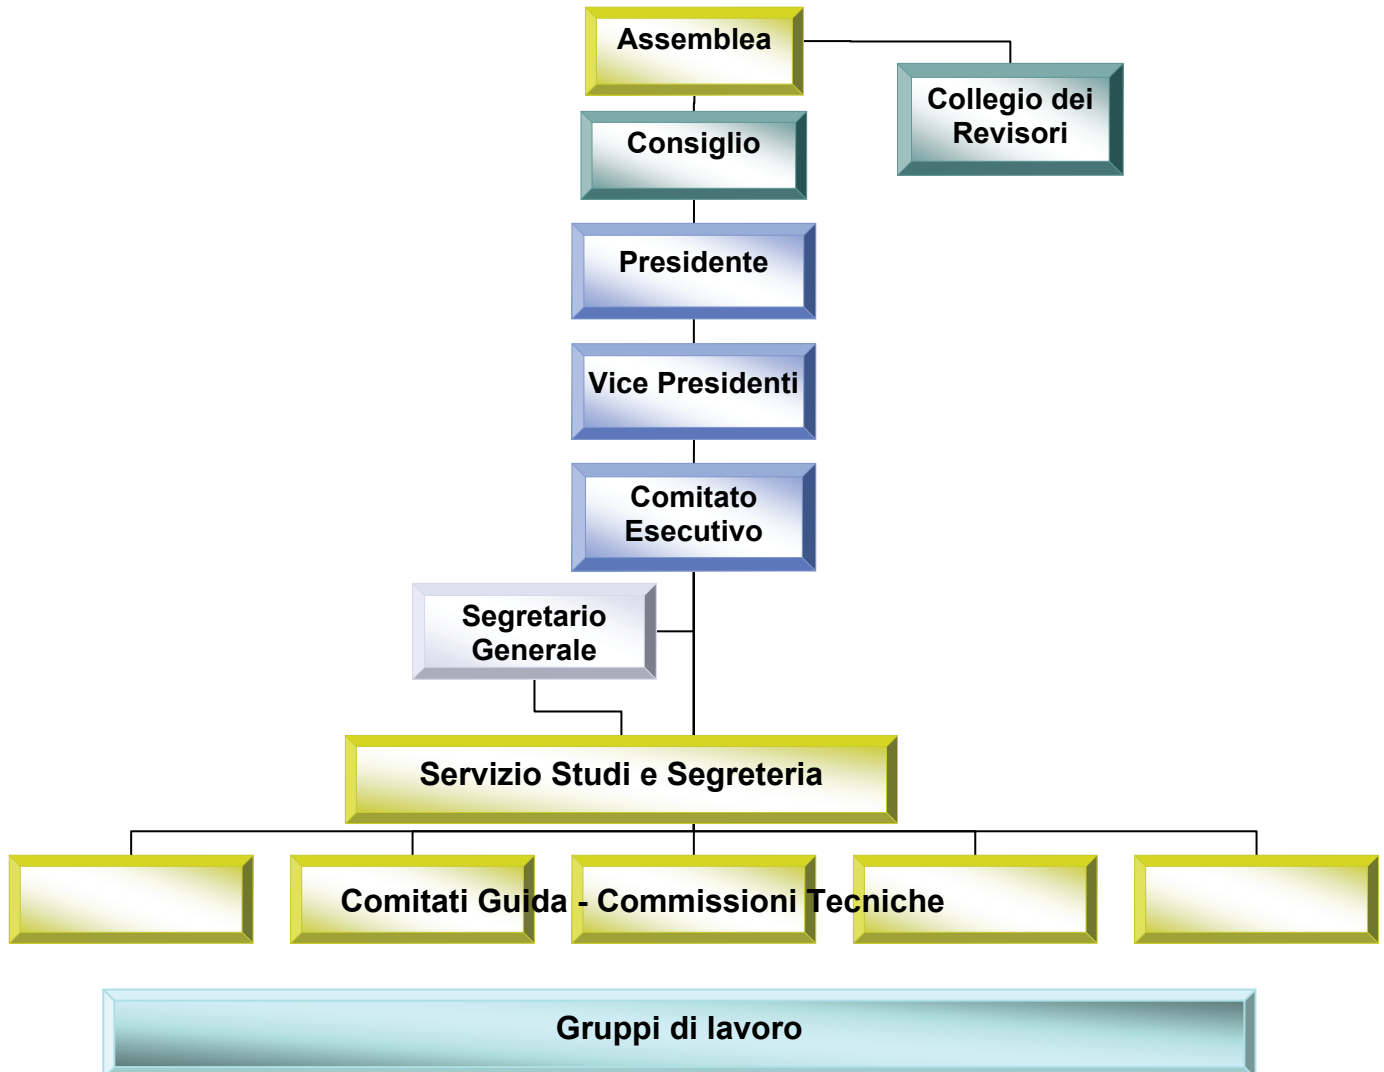 Assemblea
Collegio dei
Revisori
Consiglio
Presidente
Vice Presidenti
Comitato
Esecutivo
Segretario
Generale
Servizio Studi e Segreteria
Comitati Guida - Commissioni Tecniche
Gruppi di lavoro